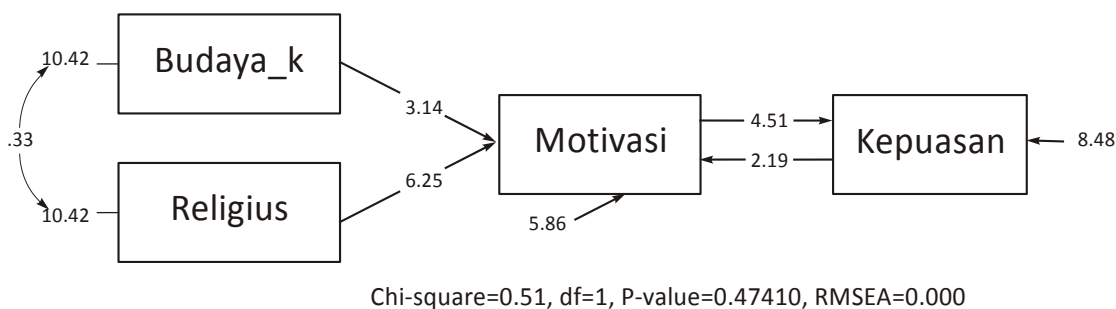 10.42
Budaya_k
3.14
.33
Motivasi
4.51
2.19
Kepuasan
8.48
10.42
Religius
6.25
5.86
Chi-square=0.51, df=1, P-value=0.47410, RMSEA=0.000